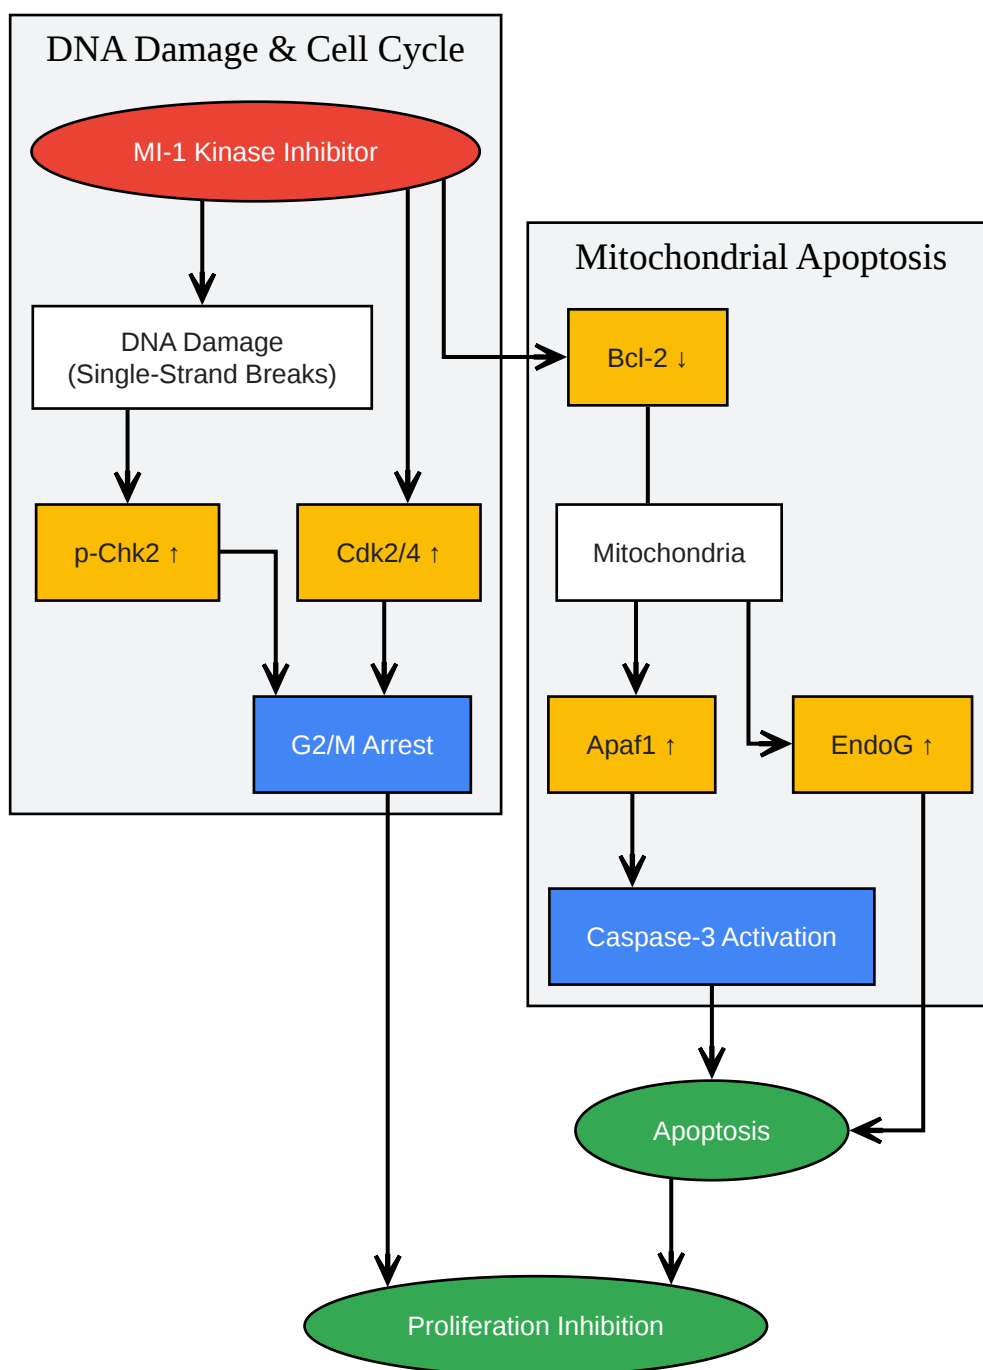 DNA Damage & Cell Cycle
MI-1 Kinase Inhibitor
DNA Damage
(Single-Strand Breaks)
p-Chk2 ↑
Cdk2/4 ↑
G2/M Arrest
Mitochondrial Apoptosis
Bcl-2 ↓
Mitochondria
Apaf1 ↑
EndoG ↑
Caspase-3 Activation
Apoptosis
Proliferation Inhibition